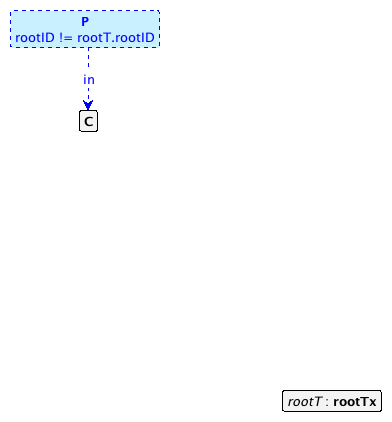 P
rootID != rootT.rootID
in
C
rootT : rootTx